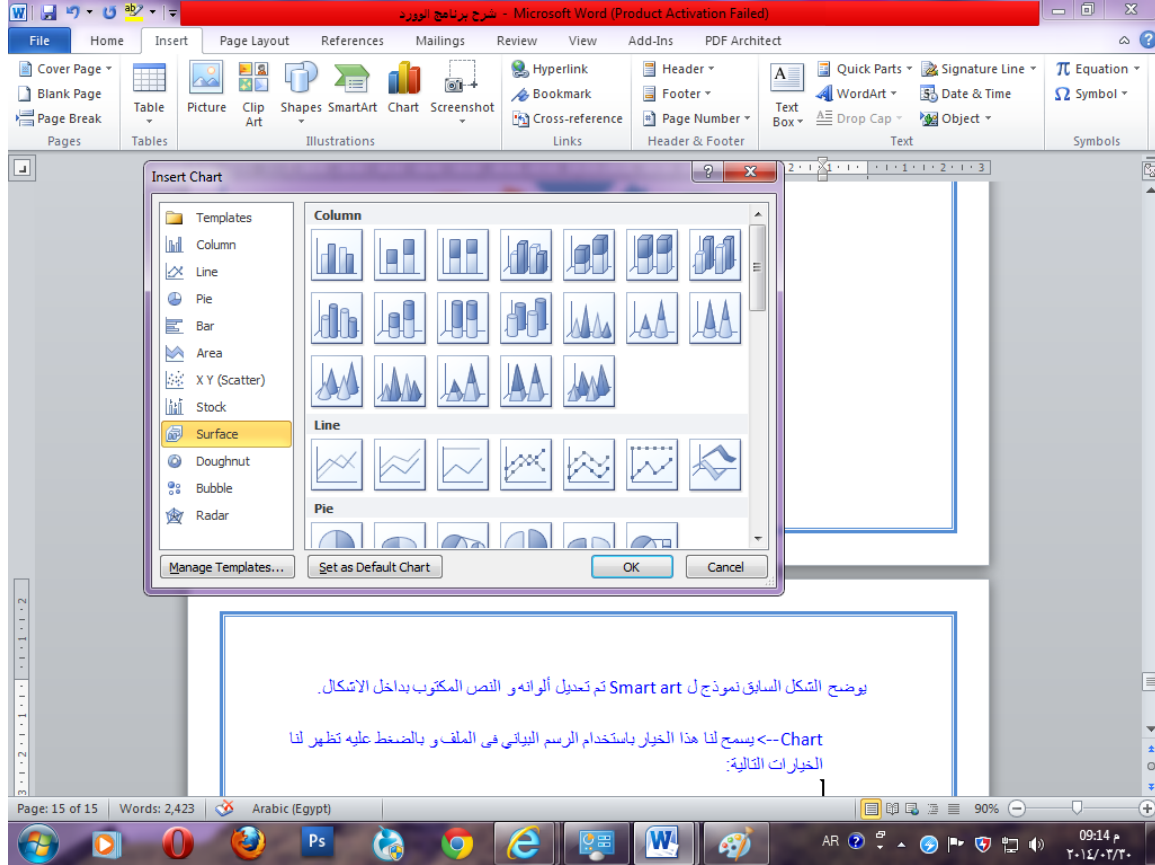 شرح برنامج الوورد - Microsoft Word (Product Activation Failed)
File Home Insert Page Layout References Mailings Review View Add-Ins PDF Architect
Cover Page
Blank Page
Page Break
Pages
Table
Tables
Picture
Clip Art
Shapes
SmartArt
Chart
Screenshot
Illustrations
Hyperlink
Bookmark
Cross-reference
Links
Header
Footer
Page Number
Header & Footer
Text Box
Quick Parts
WordArt
Drop Cap
Signature Line
Date & Time
Object
Text
Equation
Symbol
Symbols
Insert Chart
Templates
Column
Line
Pie
Bar
Area
X Y (Scatter)
Stock
Surface
Doughnut
Bubble
Radar
Column
Line
Pie
Manage Templates...
Set as Default Chart
OK
Cancel
يوضح الشكل السابق نموذج ل Smart art تم تعديل ألوانه و النص المكتوب بداخل الاشكال.
Chart--> يسمح لنا هذا الخيار باستخدام الرسم البياني فى الملف و بالضغط عليه تظهر لنا
الخيارات التالية:
Page: 15 of 15 Words: 2,423 Arabic (Egypt) 90%
Ps
AR
09:14 م
٢٠١٤/٠٣/٢٠